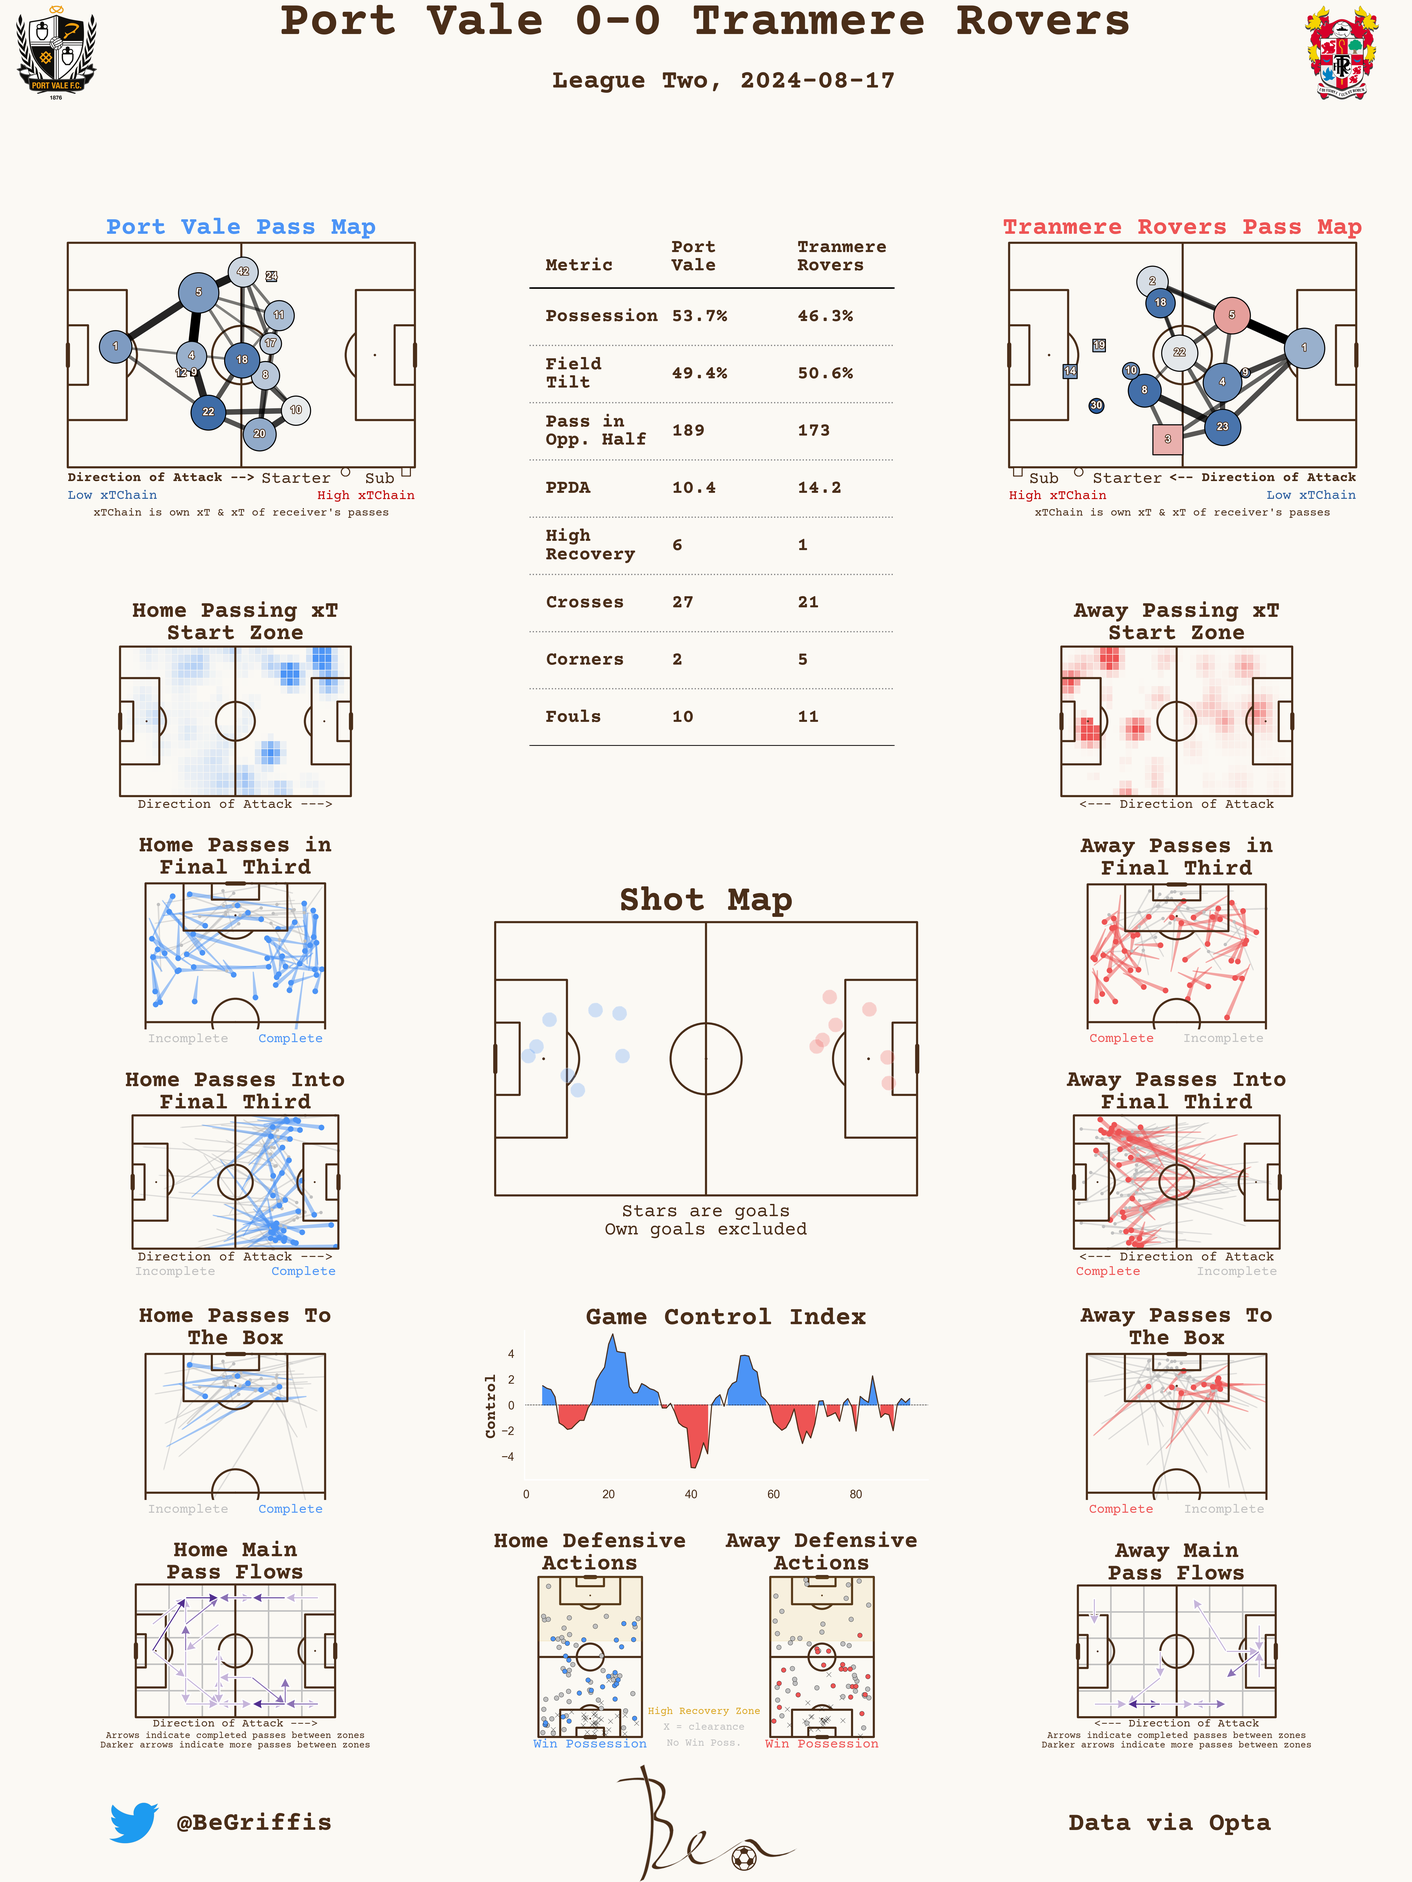 Port Vale 0-0 Tranmere Rovers
League Two, 2024-08-17
PORT VALE F.C.
1876
Port Vale Pass Map
5
42
24
11
1
4
17
18
12
9
8
22
10
20
Direction of Attack --> Starter Sub
Low xTChain High xTChain
xTChain is own xT & xT of receiver's passes
Metric Port Vale Tranmere Rovers
Possession 53.7% 46.3%
Field Tilt 49.4% 50.6%
Pass in Opp. Half 189 173
PPDA 10.4 14.2
High Recovery 6 1
Crosses 27 21
Corners 2 5
Fouls 10 11
Tranmere Rovers Pass Map
2
18
5
19
22
1
14
10
9
4
8
30
23
3
Sub Starter <-- Direction of Attack
High xTChain Low xTChain
xTChain is own xT & xT of receiver's passes
Home Passing xT
Start Zone
Direction of Attack --->
Away Passing xT
Start Zone
<--- Direction of Attack
Home Passes in
Final Third
Incomplete Complete
Away Passes in
Final Third
Complete Incomplete
Shot Map
Stars are goals
Own goals excluded
Home Passes Into
Final Third
Direction of Attack --->
Incomplete Complete
Away Passes Into
Final Third
<--- Direction of Attack
Complete Incomplete
Home Passes To
The Box
Incomplete Complete
Game Control Index
Control
4
2
0
−2
−4
0 20 40 60 80
Away Passes To
The Box
Complete Incomplete
Home Main
Pass Flows
Direction of Attack --->
Arrows indicate completed passes between zones
Darker arrows indicate more passes between zones
Home Defensive
Actions
Win Possession
Away Defensive
Actions
Win Possession
High Recovery Zone
X = clearance
No Win Poss.
Away Main
Pass Flows
<--- Direction of Attack
Arrows indicate completed passes between zones
Darker arrows indicate more passes between zones
@BeGriffis
Ben
Data via Opta